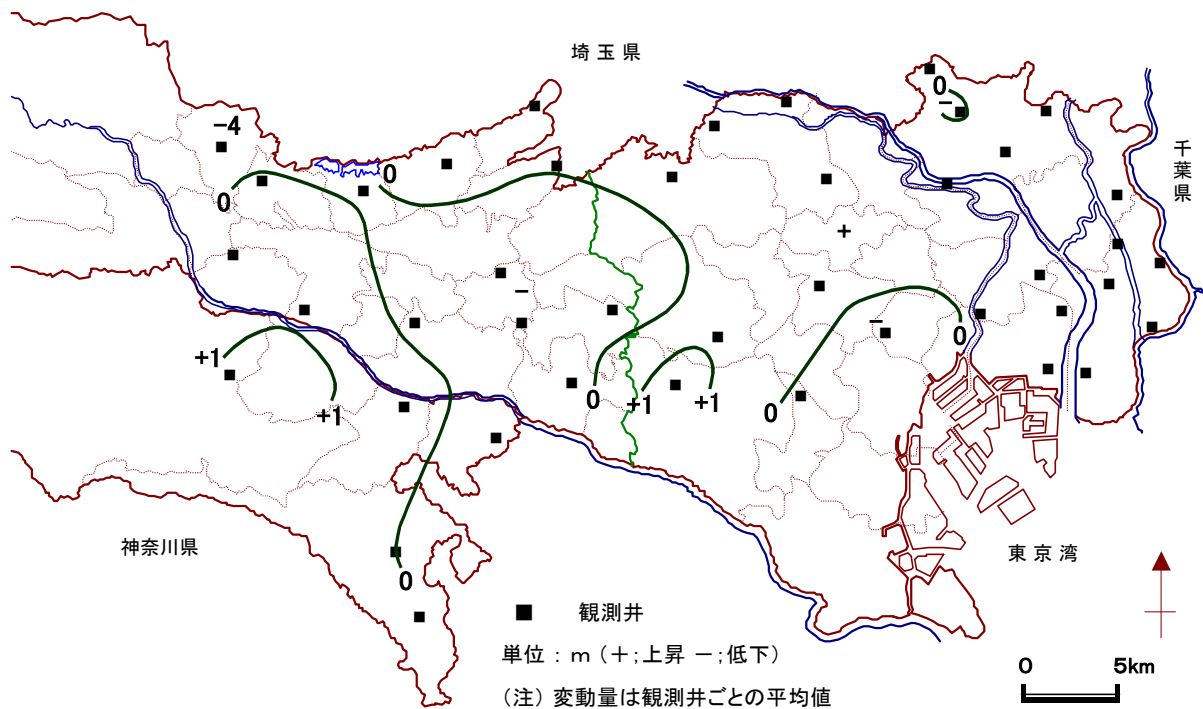 埼 玉 県
千葉県
0
−
−4
0
0
+
−
−
0
+1
+1
0
+1
+1
0
神奈川県
0
東 京 湾
■ 観測井
単位 : m (+;上昇 −;低下)
(注) 変動量は観測井ごとの平均値
0 5km